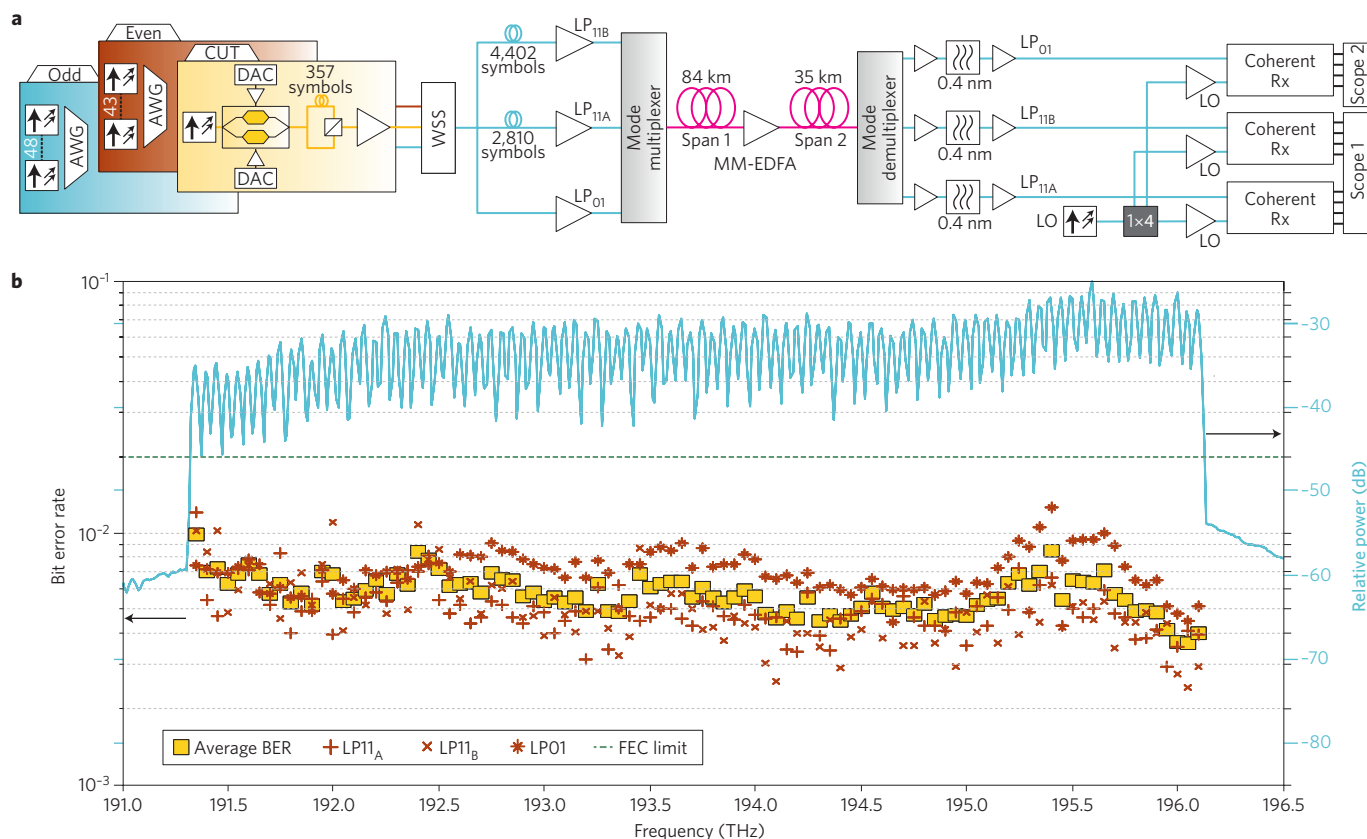 a
Even
Odd
CUT
DAC
357
symbols
DAC
48
AWG
43
AWG
WSS
4,402
symbols
LP11B
2,810
symbols
LP11A
LP01
Mode
multiplexer
84 km
Span 1
MM-EDFA
35 km
Span 2
Mode
demultiplexer
0.4 nm
LP01
0.4 nm
LP11B
0.4 nm
LP11A
LO
1×4
LO
LO
LO
Coherent
Rx
Coherent
Rx
Coherent
Rx
Scope 2
Scope 1
b
Bit error rate
10⁻¹
10⁻²
10⁻³
Relative power (dB)
-30
-40
-50
-60
-70
-80
Average BER
LP11A
LP11B
LP01
FEC limit
191.0 191.5 192.0 192.5 193.0 193.5 194.0 194.5 195.0 195.5 196.0 196.5
Frequency (THz)